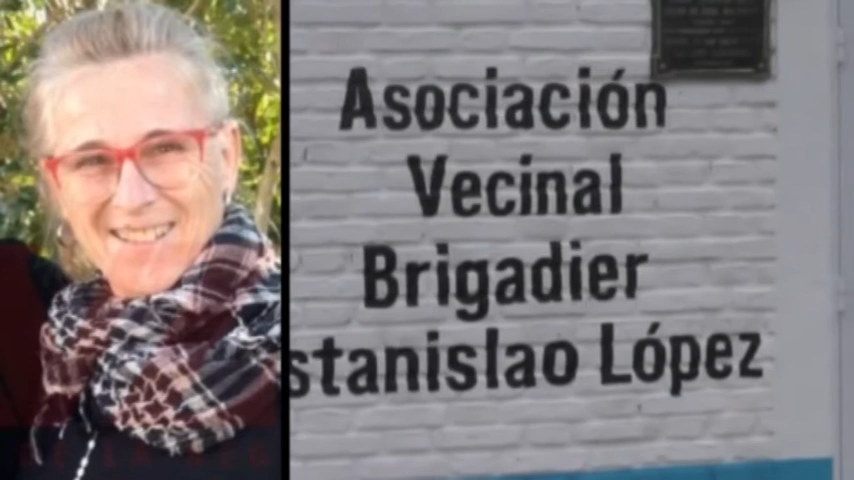 Asociación
Vecinal
Brigadier
stanislao López